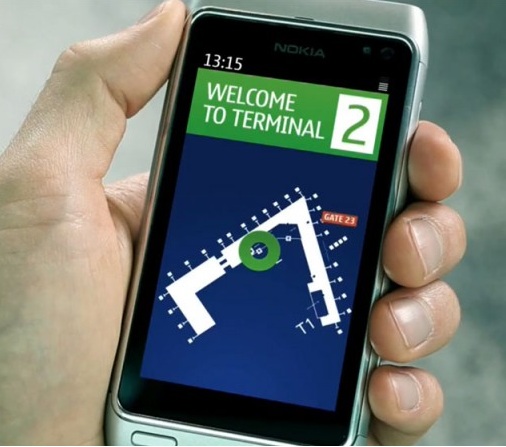 NOKIA
13:15
WELCOME
TO TERMINAL 2
GATE 23
T1